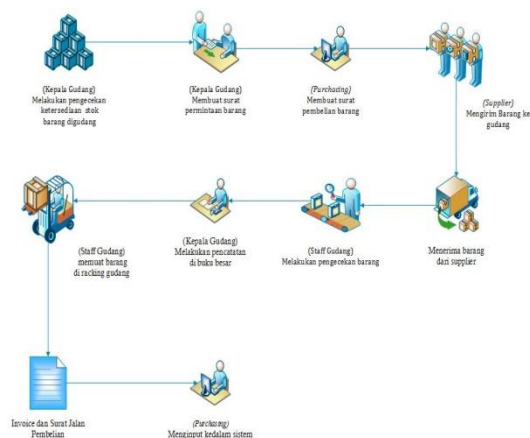 (Kepala Gudang)
Melakukan pengecekan
ketersediaan stok
barang digudang
(Kepala Gudang)
Membuat surat
permintaan barang
(Purchasing)
Membuat surat
pembelian barang
(Supplier)
Mengirim Barang ke
gudang
(Staff Gudang)
memuat barang
di racking gudang
(Kepala Gudang)
Melakukan pencatatan
di buku besar
(Staff Gudang)
Melakukan pengecekan barang
Menerima barang
dari supplier
Invoice dan Surat Jalan
Pembelian
(Purchasing)
Menginput kedalam sistem